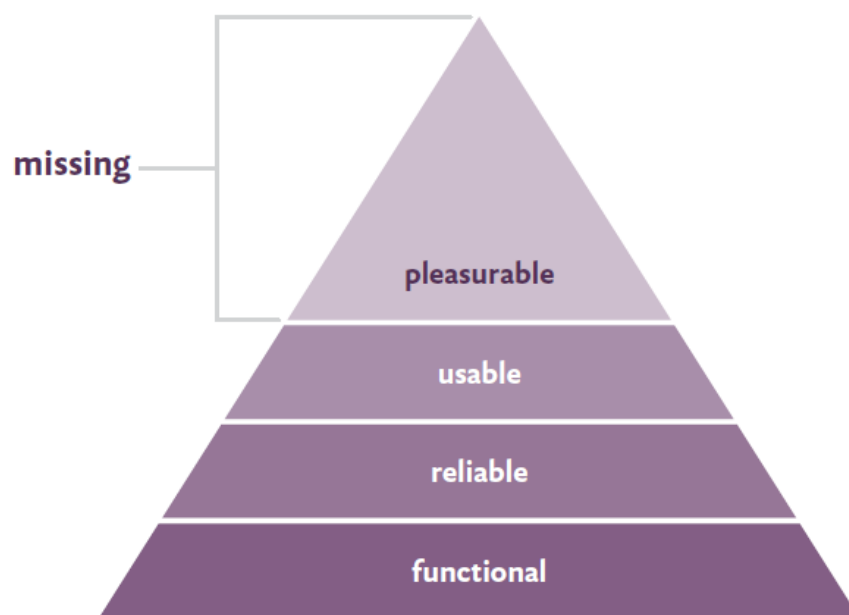 missing
pleasurable
usable
reliable
functional